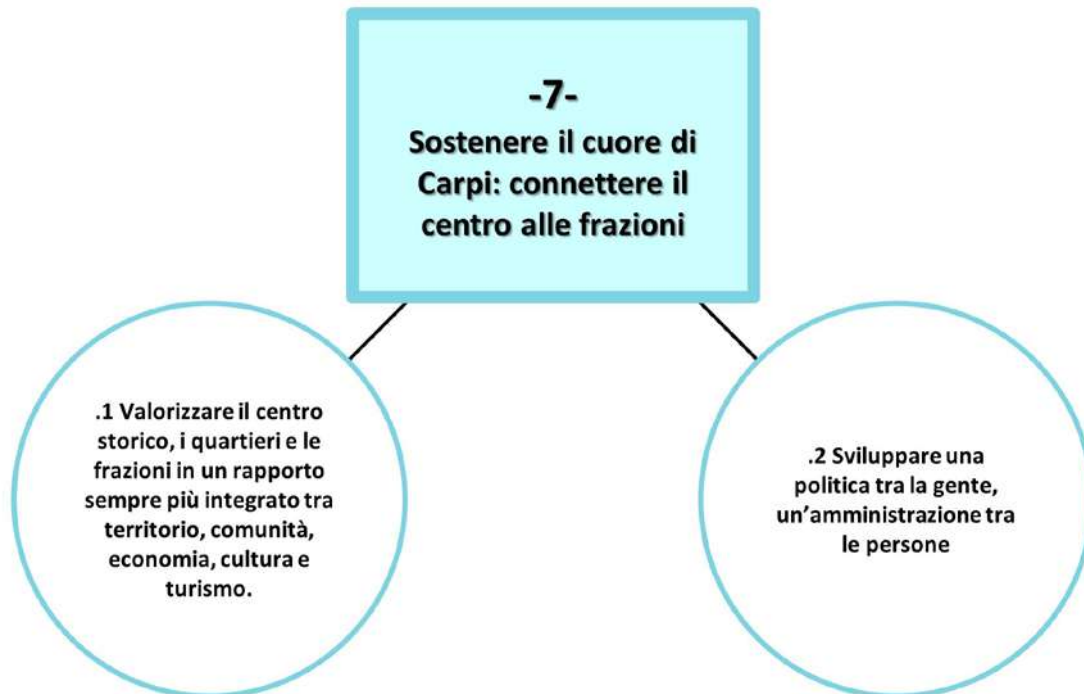 -7-
Sostenere il cuore di
Carpi: connettere il
centro alle frazioni
.1 Valorizzare il centro
storico, i quartieri e le
frazioni in un rapporto
sempre più integrato tra
territorio, comunità,
economia, cultura e
turismo.
.2 Sviluppare una
politica tra la gente,
un’amministrazione tra
le persone